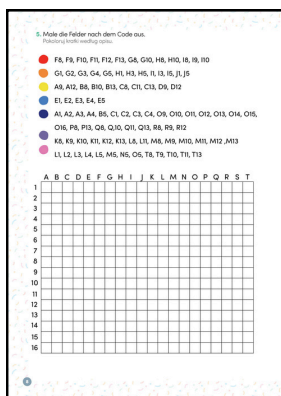 5. Male die Felder nach dem Code aus.
Pokoloruj kratki według opisu.
F8, F9, F10, F11, F12, F13, G8, G10, H8, H10, I8, I9, I10
G1, G2, G3, G4, G5, H1, H3, H5, I1, I3, I5, J1, J5
A9, A12, B8, B10, B13, C8, C11, C13, D9, D12
E1, E2, E3, E4, E5
A1, A2, A3, A4, B5, C1, C2, C3, C4, O9, O10, O11, O12, O13, O14, O15,
O16, P8, P13, Q8, Q,10, Q11, Q13, R8, R9, R12
K8, K9, K10, K11, K12, K13, L8, L11, M8, M9, M10, M11, M12 ,M13
L1, L2, L3, L4, L5, M5, N5, O5, T8, T9, T10, T11, T13
A B C D E F G H I J K L M N O P Q R S T
1
2
3
4
5
6
7
8
9
10
11
12
13
14
15
16